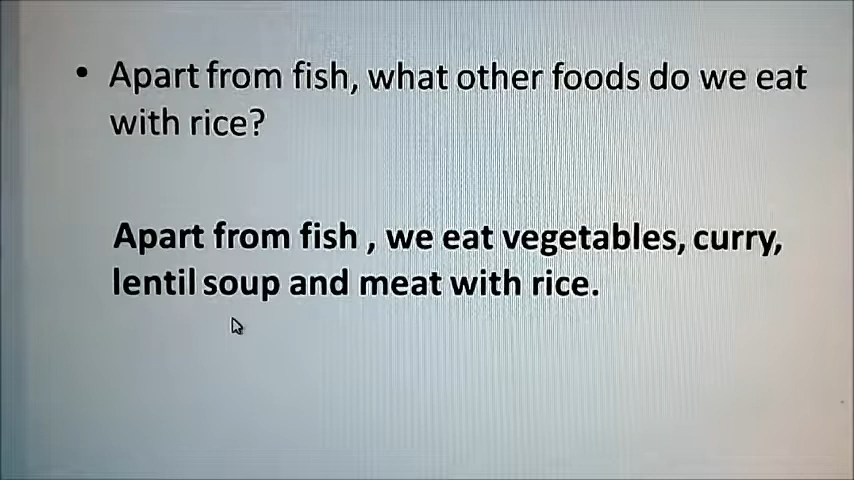 • Apart from fish, what other foods do we eat
with rice?
Apart from fish , we eat vegetables, curry,
lentil soup and meat with rice.